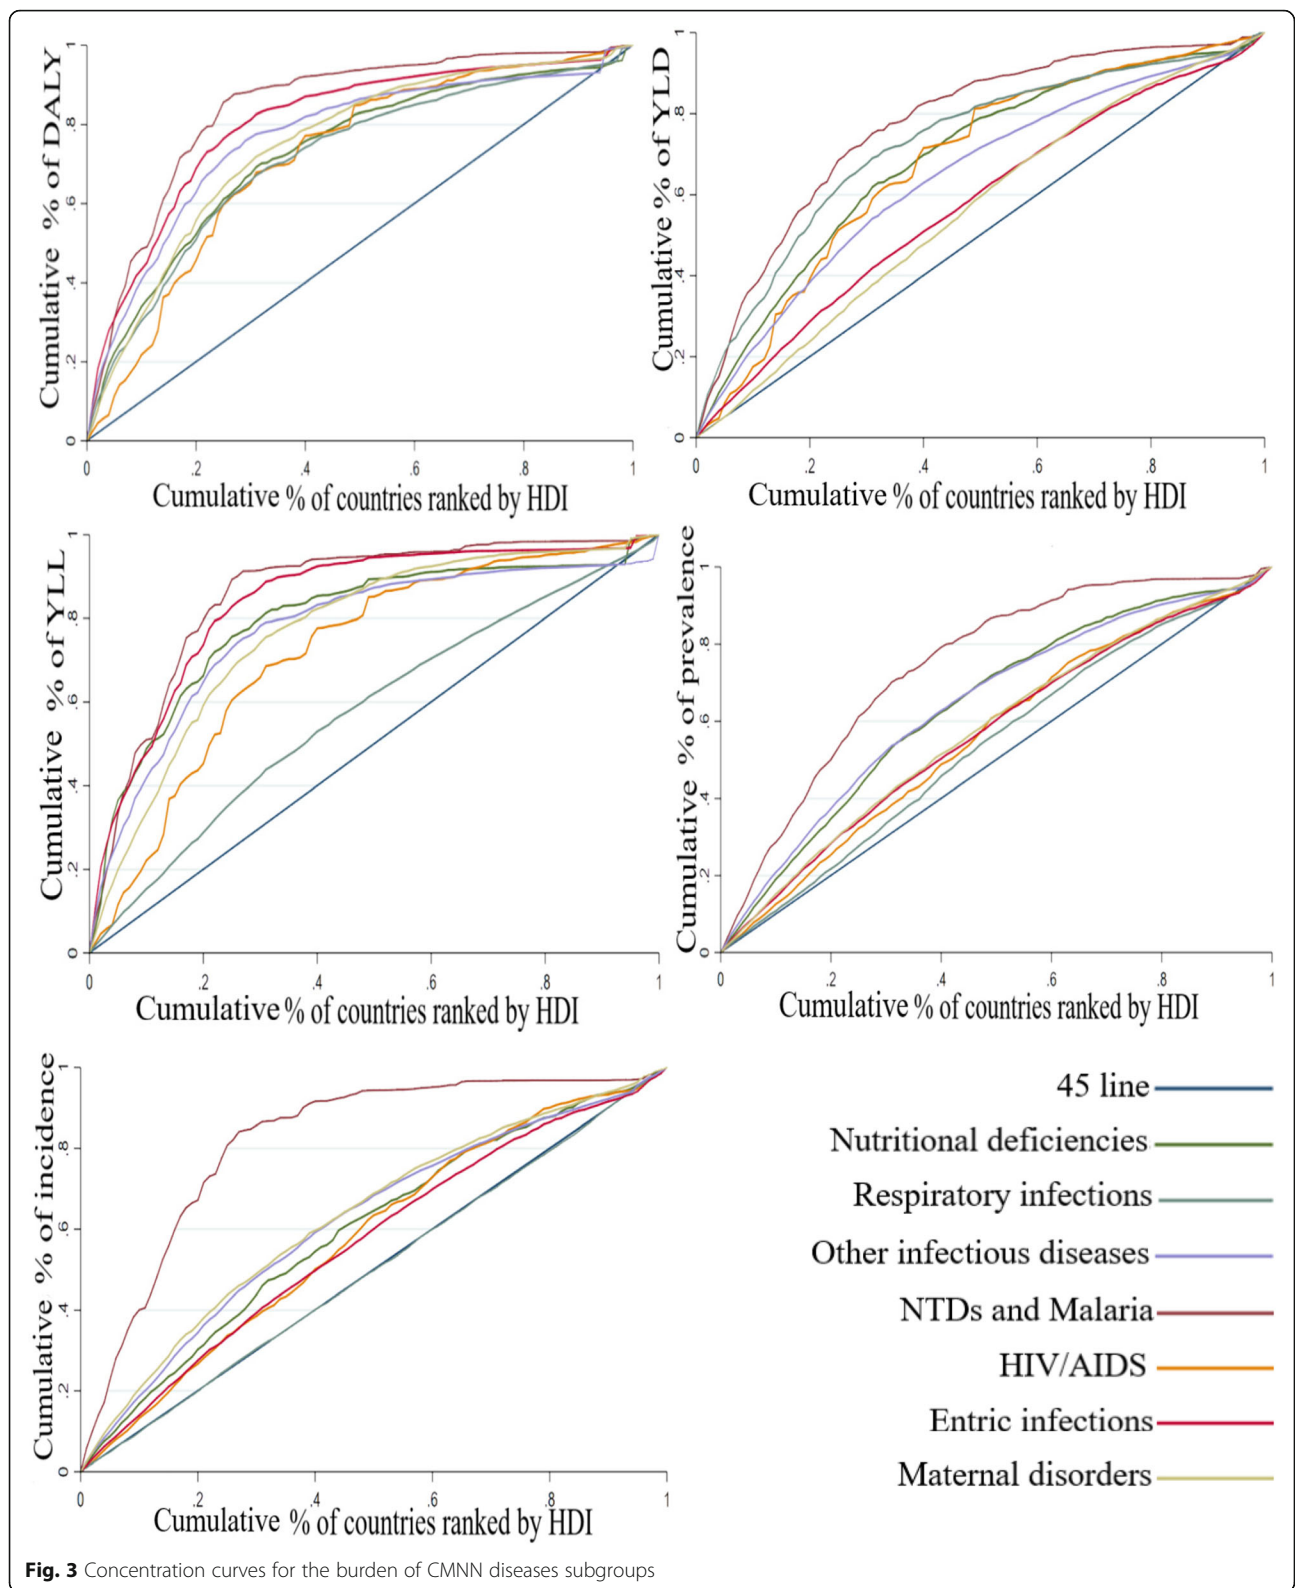 Cumulative % of DALY
1
.8
.6
.4
.2
0
0 .2 .4 .6 .8 1
Cumulative % of countries ranked by HDI
Cumulative % of YLD
1
.8
.6
.4
.2
0
0 .2 .4 .6 .8 1
Cumulative % of countries ranked by HDI
Cumulative % of YLL
1
.8
.6
.4
.2
0
0 .2 .4 .6 .8 1
Cumulative % of countries ranked by HDI
Cumulative % of prevalence
1
.8
.6
.4
.2
0
0 .2 .4 .6 .8 1
Cumulative % of countries ranked by HDI
Cumulative % of incidence
1
.8
.6
.4
.2
0
0 .2 .4 .6 .8 1
Cumulative % of countries ranked by HDI
45 line
Nutritional deficiencies
Respiratory infections
Other infectious diseases
NTDs and Malaria
HIV/AIDS
Entric infections
Maternal disorders
Fig. 3 Concentration curves for the burden of CMNN diseases subgroups